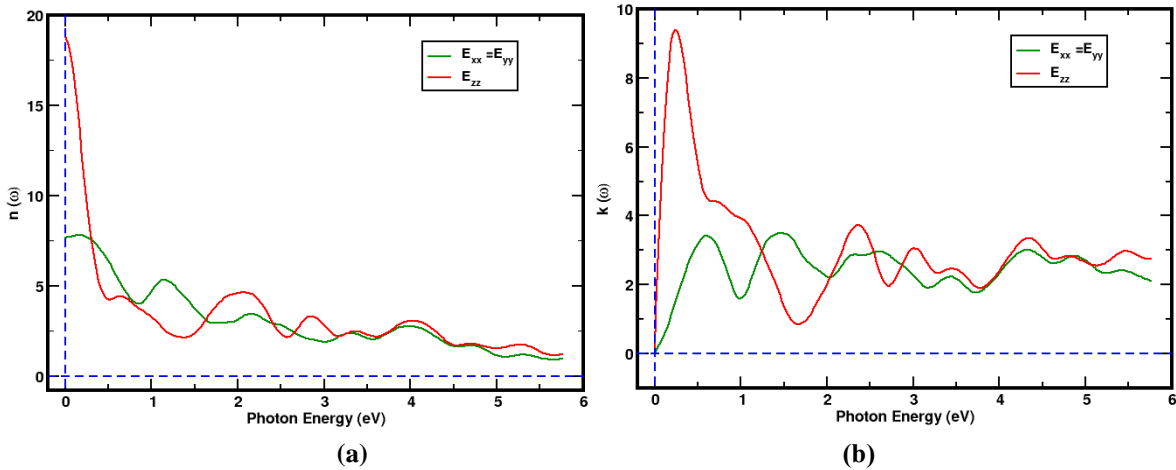 20
15
10
5
0
n (ω)
E_xx =E_yy
E_zz
0 1 2 3 4 5 6
Photon Energy (eV)
(a)
10
8
6
4
2
0
k (ω)
E_xx =E_yy
E_zz
0 1 2 3 4 5 6
Photon Energy (eV)
(b)